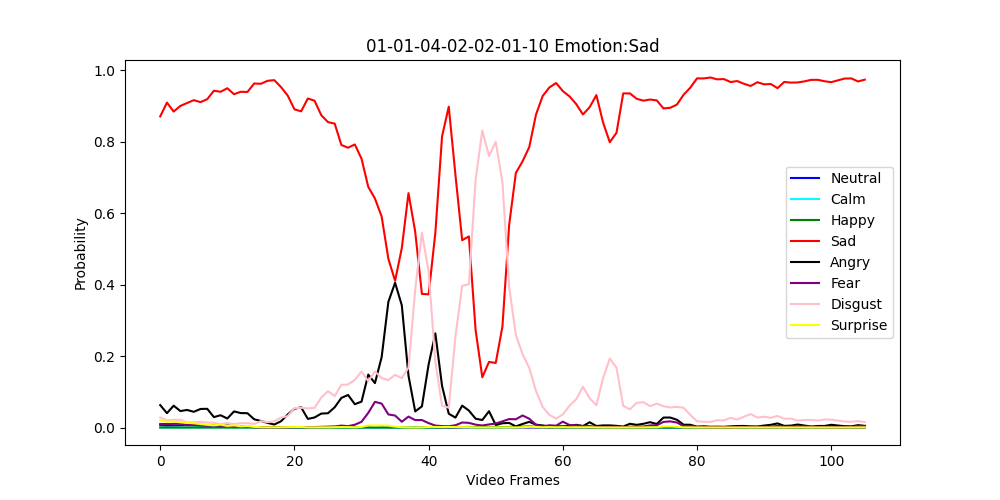 01-01-04-02-02-01-10 Emotion:Sad
Probability
1.0
0.8
0.6
0.4
0.2
0.0
0
20
40
60
80
100
Video Frames
Neutral
Calm
Happy
Sad
Angry
Fear
Disgust
Surprise